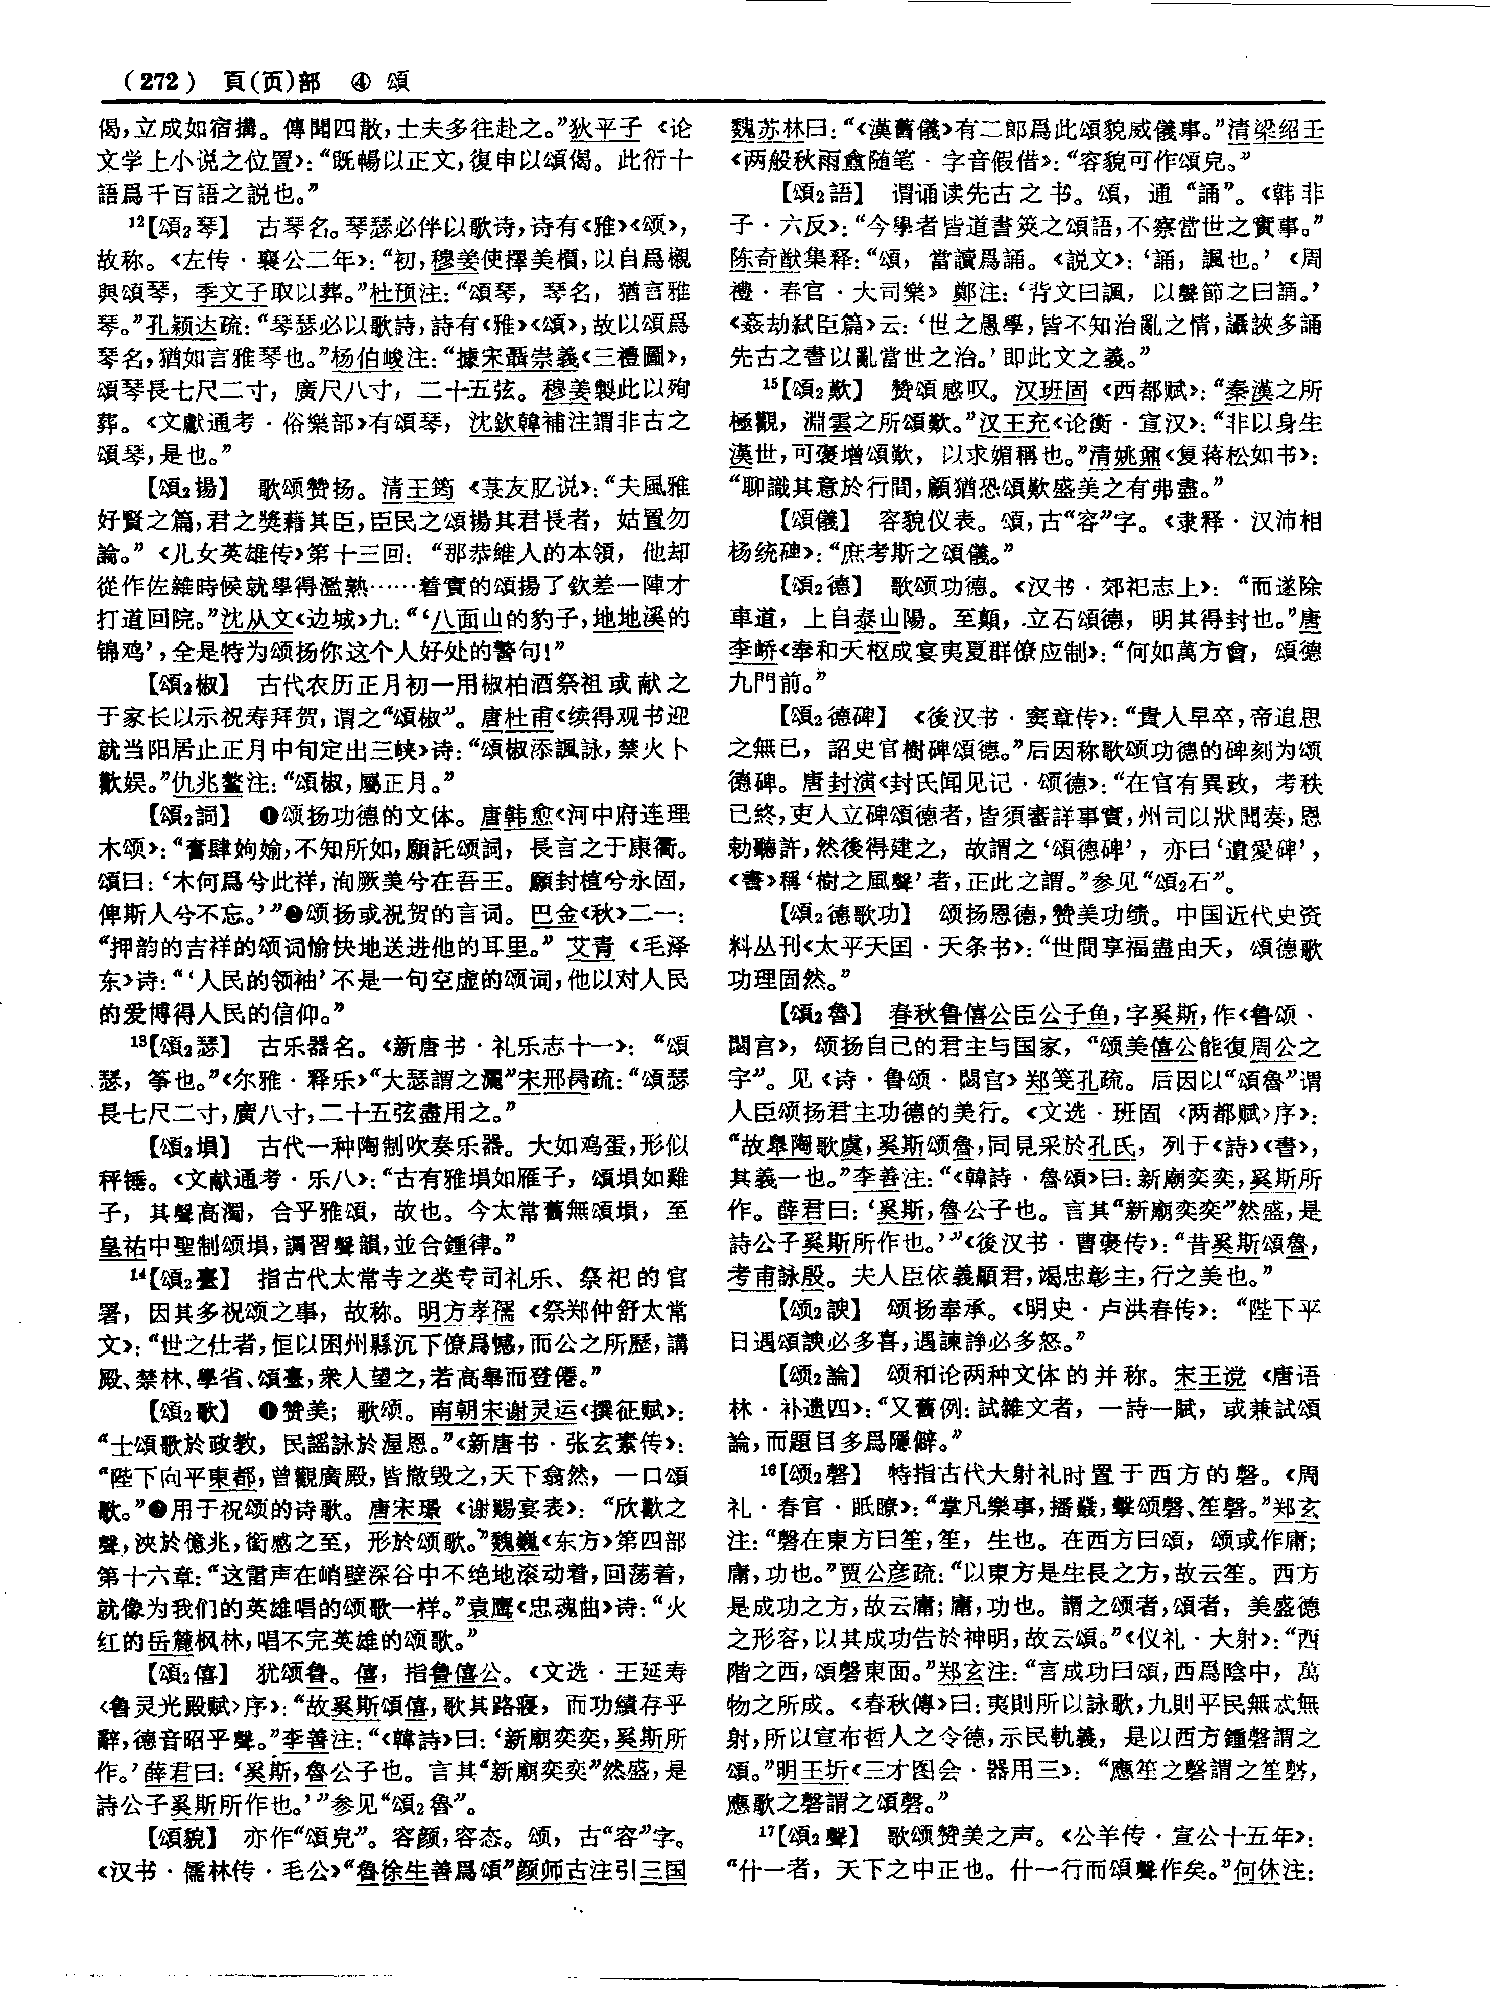 (272) 頁(页)部 ④ 頌
偈，立成如宿搆。傳聞四散，士夫多往赴之。”狄平子《论
文学上小说之位置》：“既暢以正文，復申以頌偈。此衍十
語爲千百語之説也。”
12【頌2琴】 古琴名。琴瑟必伴以歌诗，诗有《雅》《颂》，
故称。《左传·襄公二年》：“初，穆姜使擇美檟，以自爲櫬
與頌琴，季文子取以葬。”杜预注：“頌琴，琴名，猶言雅
琴。”孔颖达疏：“琴瑟必以歌詩，詩有《雅》《頌》，故以頌爲
琴名，猶如言雅琴也。”杨伯峻注：“據宋聶崇義《三禮圖》，
頌琴長七尺二寸，廣尺八寸，二十五弦。穆姜製此以殉
葬。《文獻通考·俗樂部》有頌琴，沈欽韓補注謂非古之
頌琴，是也。”
【頌2揚】 歌颂赞扬。清王筠《菉友肊说》：“夫風雅
好賢之篇，君之獎藉其臣，臣民之頌揚其君長者，姑置勿
論。”《儿女英雄传》第十三回：“那恭維人的本領，他却
從作佐雜時候就學得濫熟……着實的頌揚了欽差一陣才
打道回院。”沈从文《边城》九：“‘八面山的豹子，地地溪的
锦鸡’，全是特为颂扬你这个人好处的警句！”
【頌2椒】 古代农历正月初一用椒柏酒祭祖或献之
于家长以示祝寿拜贺，谓之“頌椒”。唐杜甫《续得观书迎
就当阳居止正月中旬定出三峡》诗：“頌椒添諷詠，禁火卜
歡娱。”仇兆鳌注：“頌椒，屬正月。”
【頌2詞】 ❶颂扬功德的文体。唐韩愈《河中府连理
木颂》：“奮肆姁媮，不知所如，願託頌詞，長言之于康衢。
頌曰：‘木何爲兮此祥，洵厥美兮在吾王。願封植兮永固，
俾斯人兮不忘。’”❷颂扬或祝贺的言词。巴金《秋》二一：
“押韵的吉祥的颂词愉快地送进他的耳里。”艾青《毛泽
东》诗：“‘人民的领袖’不是一句空虚的颂词，他以对人民
的爱博得人民的信仰。”
13【頌2瑟】 古乐器名。《新唐书·礼乐志十一》：“頌
瑟，筝也。”《尔雅·释乐》“大瑟謂之灑”宋邢昺疏：“頌瑟
長七尺二寸，廣八寸，二十五弦盡用之。”
【頌2塤】 古代一种陶制吹奏乐器。大如鸡蛋，形似
秤锤。《文献通考·乐八》：“古有雅塤如雁子，頌塤如雞
子，其聲高濁，合乎雅頌，故也。今太常舊無頌塤，至
皇祐中聖制颂塤，調習聲韻，並合鍾律。”
14【頌2臺】 指古代太常寺之类专司礼乐、祭祀的官
署，因其多祝颂之事，故称。明方孝孺《祭郑仲舒太常
文》：“世之仕者，恒以困州縣沉下僚爲憾，而公之所歷，講
殿、禁林、學省、頌臺，衆人望之，若高舉而登僊。”
【頌2歌】 ❶赞美；歌颂。南朝宋谢灵运《撰征赋》：
“士頌歌於政教，民謡詠於渥恩。”《新唐书·张玄素传》：
“陛下向平東都，曾觀廣殿，皆撤毁之，天下翕然，一口頌
歌。”❷用于祝颂的诗歌。唐宋璟《谢赐宴表》：“欣歡之
聲，泱於億兆，銜感之至，形於頌歌。”魏巍《东方》第四部
第十六章：“这雷声在峭壁深谷中不绝地滚动着，回荡着，
就像为我们的英雄唱的颂歌一样。”袁鹰《忠魂曲》诗：“火
红的岳麓枫林，唱不完英雄的颂歌。”
【頌2僖】 犹颂鲁。僖，指鲁僖公。《文选·王延寿
〈鲁灵光殿赋〉序》：“故奚斯頌僖，歌其路寢，而功績存乎
辭，德音昭乎聲。”李善注：“《韓詩》曰：‘新廟奕奕，奚斯所
作。’薛君曰：‘奚斯，魯公子也。言其“新廟奕奕”然盛，是
詩公子奚斯所作也。’”参见“頌2魯”。
【頌貌】 亦作“頌皃”。容颜，容态。颂，古“容”字。
《汉书·儒林传·毛公》“魯徐生善爲頌”颜师古注引三国
魏苏林曰：“《漢舊儀》有二郎爲此頌貌威儀事。”清梁绍壬
《两般秋雨盦随笔·字音假借》：“容貌可作頌皃。”
【頌2語】 谓诵读先古之书。頌，通“誦”。《韩非
子·六反》：“今學者皆道書筴之頌語，不察當世之實事。”
陈奇猷集释：“頌，當讀爲誦。《説文》：‘誦，諷也。’《周
禮·春官·大司樂》鄭注：‘背文曰諷，以聲節之曰誦。’
《姦劫弑臣篇》云：‘世之愚學，皆不知治亂之情，讘䛟多誦
先古之書以亂當世之治。’即此文之義。”
15【頌2歎】 赞頌感叹。汉班固《西都赋》：“秦漢之所
極觀，淵雲之所頌歎。”汉王充《论衡·宣汉》：“非以身生
漢世，可褒增頌歎，以求媚稱也。”清姚鼐《复蒋松如书》：
“聊識其意於行間，顧猶恐頌歎盛美之有弗盡。”
【頌儀】 容貌仪表。頌，古“容”字。《隶释·汉沛相
杨统碑》：“庶考斯之頌儀。”
【頌2德】 歌颂功德。《汉书·郊祀志上》：“而遂除
車道，上自泰山陽。至顛，立石頌德，明其得封也。”唐
李峤《奉和天枢成宴夷夏群僚应制》：“何如萬方會，頌德
九門前。”
【頌2德碑】 《後汉书·窦章传》：“貴人早卒，帝追思
之無已，詔史官樹碑頌德。”后因称歌颂功德的碑刻为颂
德碑。唐封演《封氏闻见记·颂德》：“在官有異政，考秩
已終，吏人立碑頌德者，皆須審詳事實，州司以狀聞奏，恩
勅聽許，然後得建之，故謂之‘頌德碑’，亦曰‘遺愛碑’，
《書》稱‘樹之風聲’者，正此之謂。”参见“頌2石”。
【頌2德歌功】 颂扬恩德，赞美功绩。中国近代史资
料丛刊《太平天囯·天条书》：“世間享福盡由天，頌德歌
功理固然。”
【頌2魯】 春秋鲁僖公臣公子鱼，字奚斯，作《鲁颂·
閟宫》，颂扬自己的君主与国家，“颂美僖公能復周公之
宇”。见《诗·鲁颂·閟宫》郑笺孔疏。后因以“頌魯”谓
人臣颂扬君主功德的美行。《文选·班固〈两都赋〉序》：
“故臯陶歌虞，奚斯颂魯，同見采於孔氏，列于《詩》《書》，
其義一也。”李善注：“《韓詩·魯頌》曰：新廟奕奕，奚斯所
作。薛君曰：‘奚斯，魯公子也。言其“新廟奕奕”然盛，是
詩公子奚斯所作也。’”《後汉书·曹褒传》：“昔奚斯頌魯，
考甫詠殷。夫人臣依義顯君，竭忠彰主，行之美也。”
【颂2諛】 颂扬奉承。《明史·卢洪春传》：“陛下平
日遇頌諛必多喜，遇諫諍必多怒。”
【颂2論】 颂和论两种文体的并称。宋王谠《唐语
林·补遗四》：“又舊例：試雜文者，一詩一賦，或兼試頌
論，而題目多爲隱僻。”
16【颂2磬】 特指古代大射礼时置于西方的磬。《周
礼·春官·眡瞭》：“掌凡樂事，播鼗，擊颂磬、笙磬。”郑玄
注：“磬在東方曰笙，笙，生也。在西方曰頌，頌或作庸；
庸，功也。”贾公彦疏：“以東方是生長之方，故云笙。西方
是成功之方，故云庸；庸，功也。謂之颂者，頌者，美盛德
之形容，以其成功告於神明，故云頌。”《仪礼·大射》：“西
階之西，頌磬東面。”郑玄注：“言成功曰頌，西爲陰中，萬
物之所成。《春秋傳》曰：夷則所以詠歌，九則平民無忒無
射，所以宣布哲人之令德，示民軌義，是以西方鍾磬謂之
頌。”明王圻《三才图会·器用三》：“應笙之磬謂之笙磬，
應歌之磬謂之頌磬。”
17【頌2聲】 歌颂赞美之声。《公羊传·宣公十五年》：
“什一者，天下之中正也。什一行而頌聲作矣。”何休注：